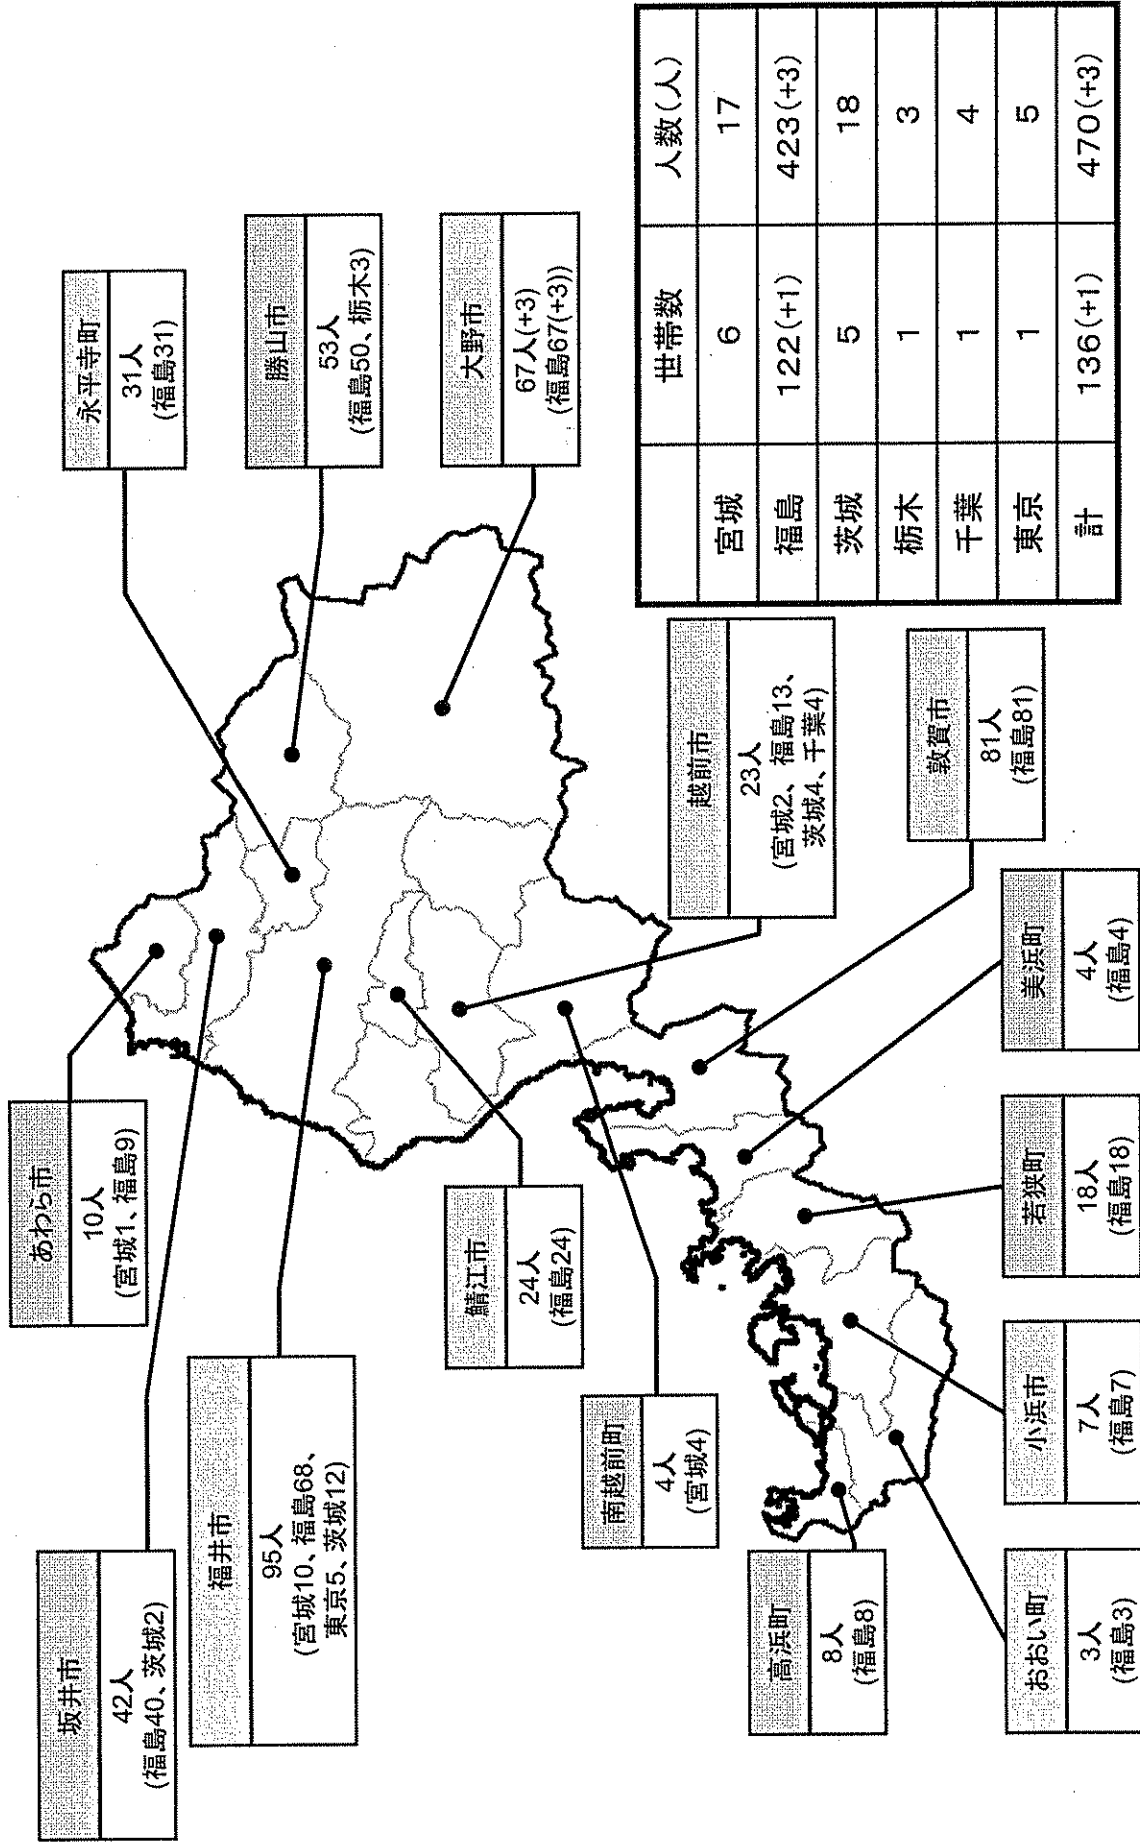 坂井市
42人
(福島40、茨城2)
あわら市
10人
(宮城1、福島9)
永平寺町
31人
(福島31)
福井市
95人
(宮城10、福島68、
東京5、茨城12)
勝山市
53人
(福島50、栃木3)
鯖江市
24人
(福島24)
大野市
67人(+3)
(福島67(+3))
南越前町
4人
(宮城4)
越前市
23人
(宮城2、福島13、
茨城4、千葉4)
高浜町
8人
(福島8)
敦賀市
81人
(福島81)
おおい町
3人
(福島3)
小浜市
7人
(福島7)
若狭町
18人
(福島18)
美浜町
4人
(福島4)
世帯数 人数(人)
宮城 6 17
福島 122(+1) 423(+3)
茨城 5 18
栃木 1 3
千葉 1 4
東京 1 5
計 136(+1) 470(+3)